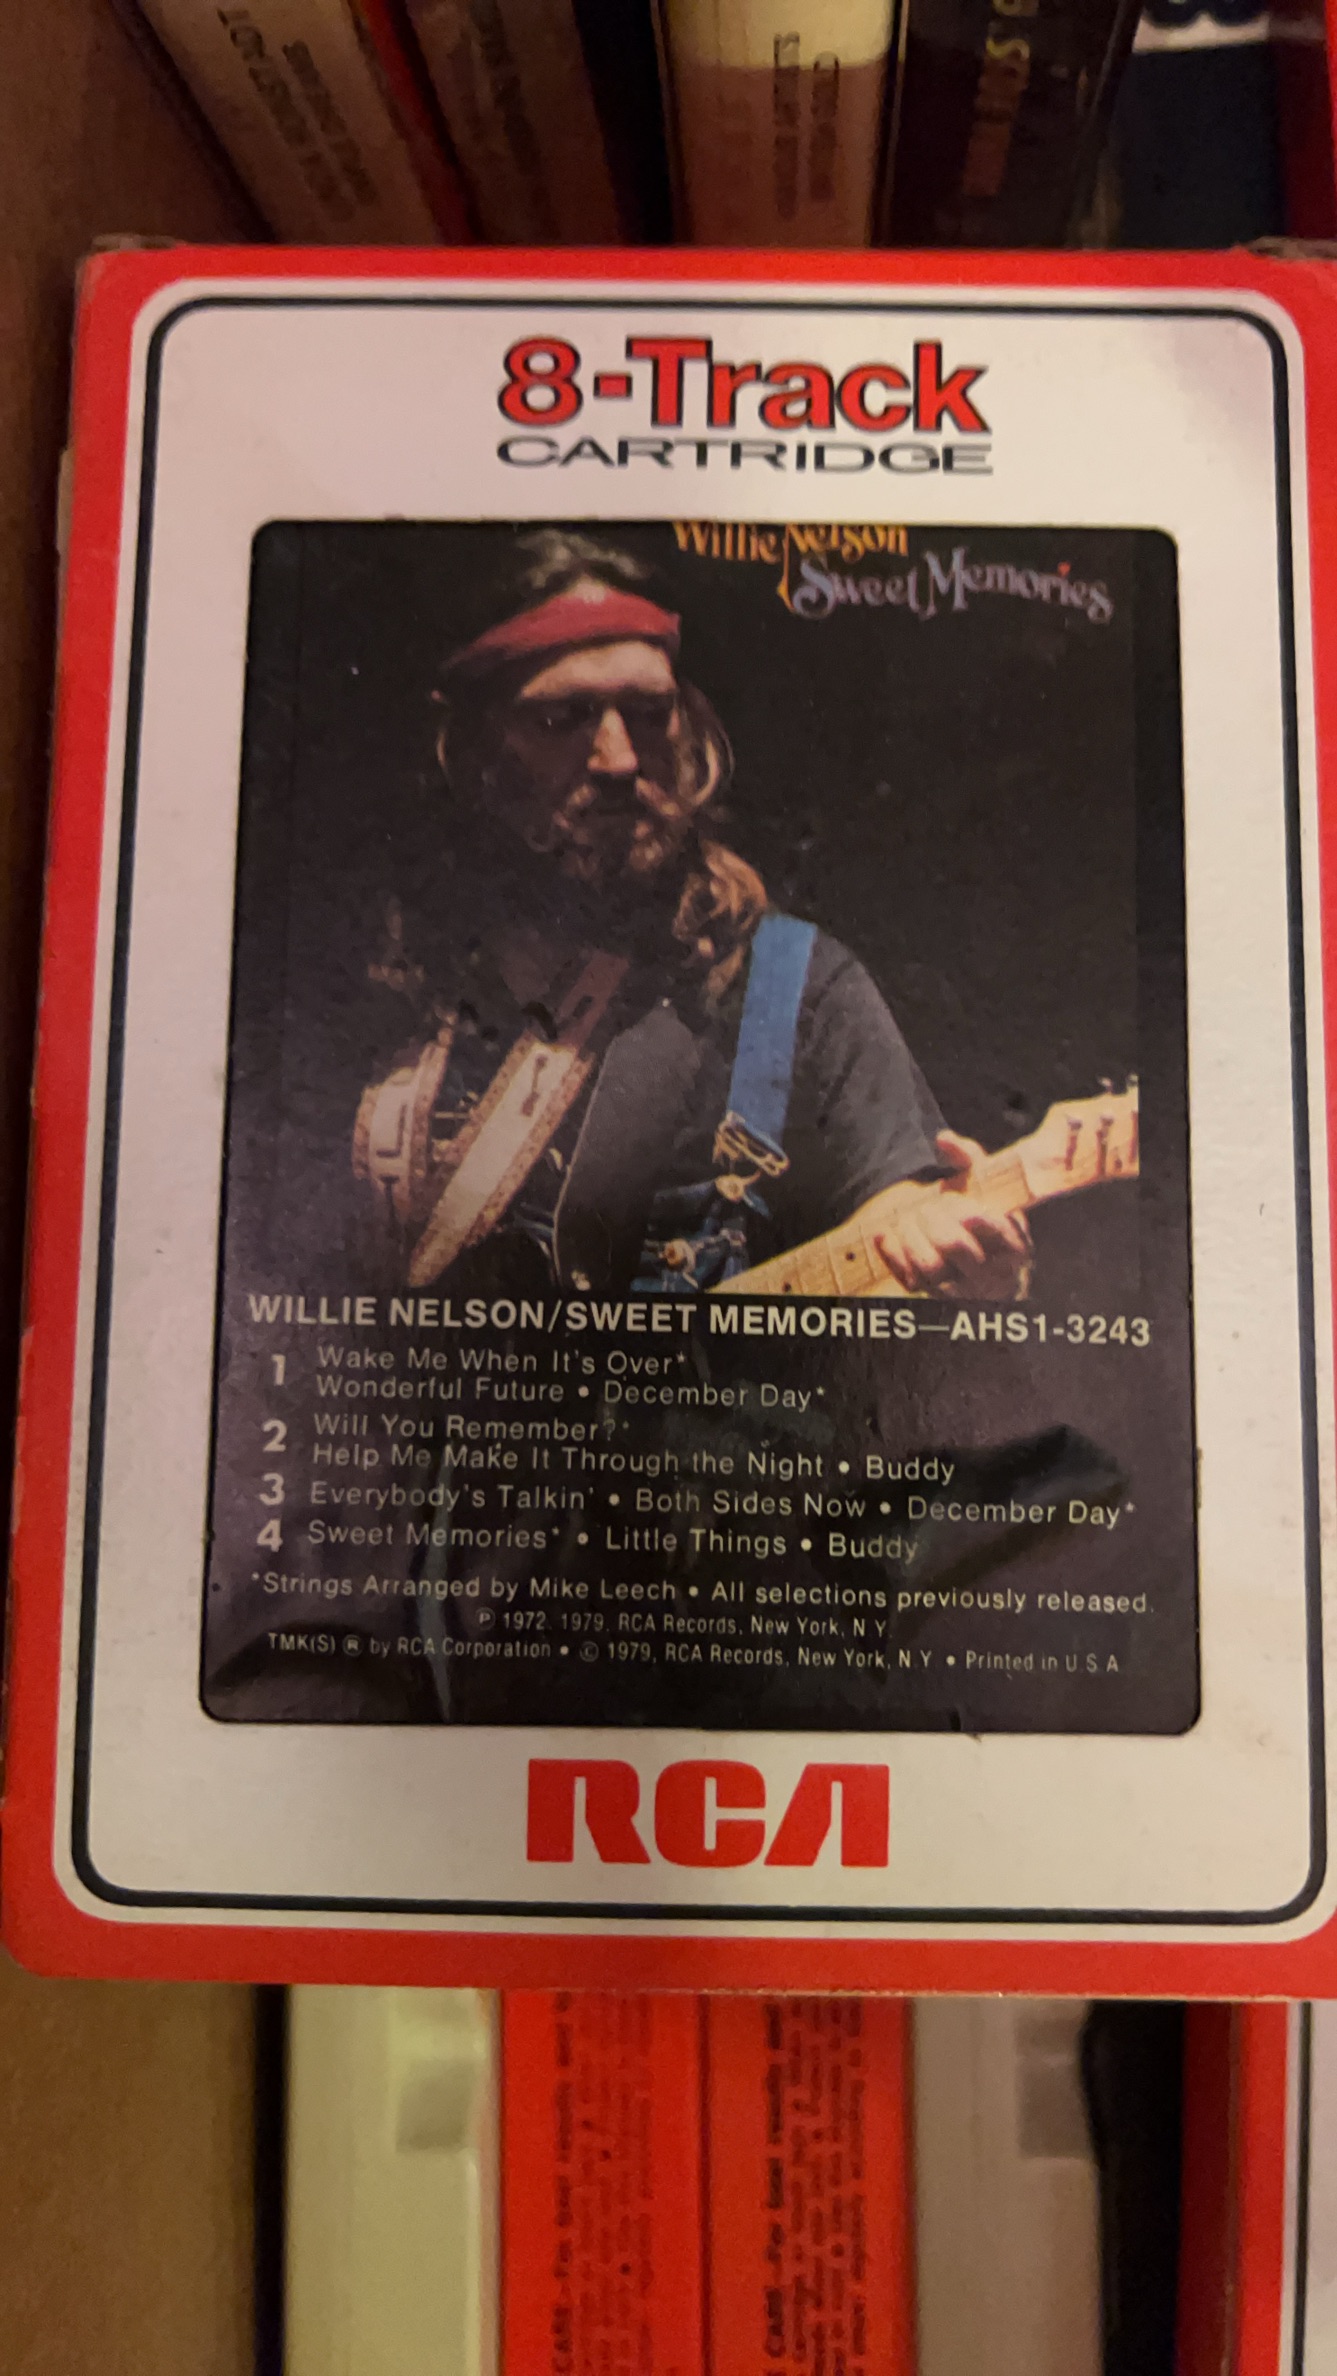 8-Track
CARTRIDGE
Willie Nelson
Sweet Memories
WILLIE NELSON/SWEET MEMORIES—AHS1-3243
1 Wake Me When It's Over*
Wonderful Future • December Day*
2 Will You Remember?*
Help Me Make It Through the Night • Buddy
3 Everybody's Talkin' • Both Sides Now • December Day*
4 Sweet Memories* • Little Things • Buddy
*Strings Arranged by Mike Leech • All selections previously released.
℗ 1972, 1979, RCA Records, New York, N.Y.
TMK(S) ® by RCA Corporation • © 1979, RCA Records, New York, N.Y. • Printed in U.S.A.
RCA